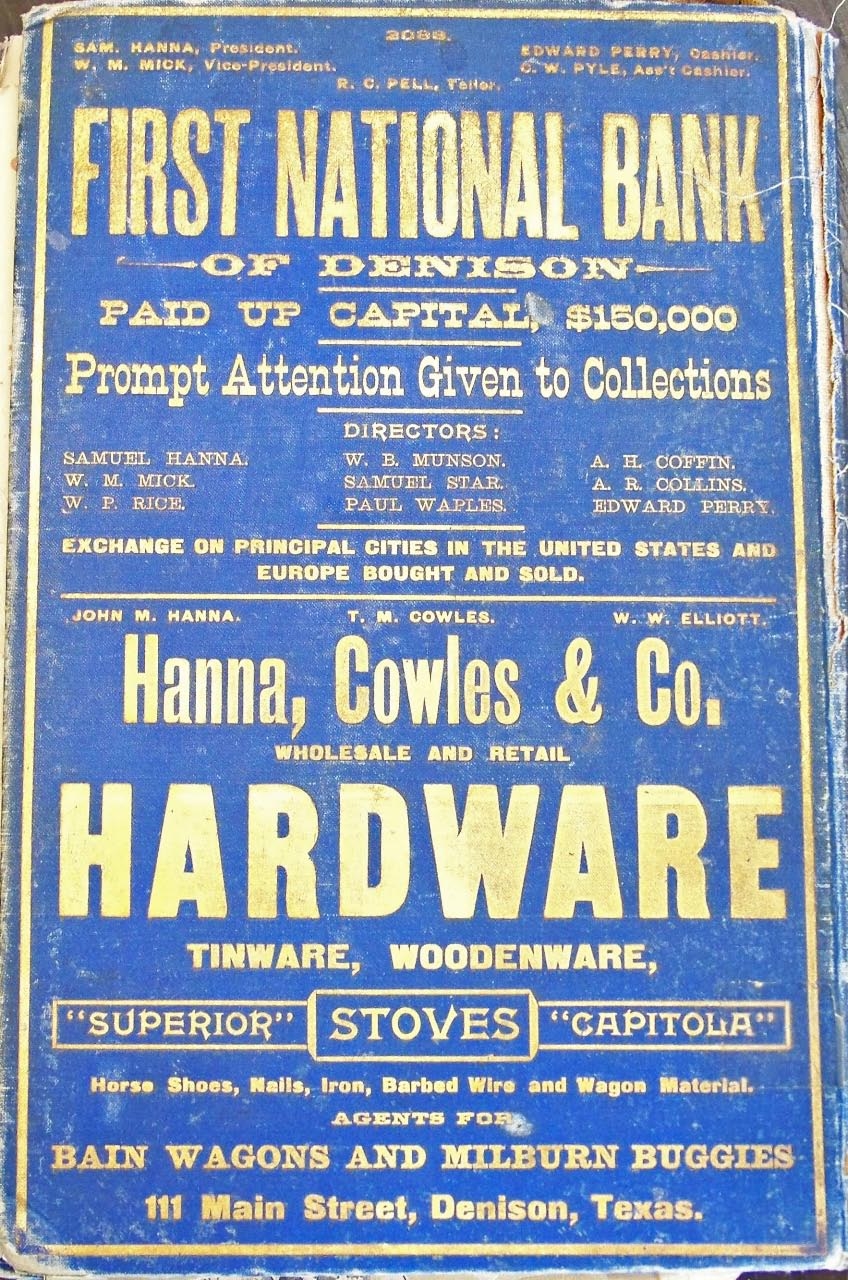 2088.
SAM. HANNA, President.
EDWARD PERRY, Cashier.
W. M. MICK, Vice-President.
C. W. PYLE, Ass't Cashier.
R. C. PELL, Teller.
FIRST NATIONAL BANK
OF DENISON
PAID UP CAPITAL, $150,000
Prompt Attention Given to Collections
DIRECTORS:
SAMUEL HANNA. W. B. MUNSON. A. H. COFFIN.
W. M. MICK. SAMUEL STAR. A. R. COLLINS.
W. P. RICE. PAUL WAPLES. EDWARD PERRY.
EXCHANGE ON PRINCIPAL CITIES IN THE UNITED STATES AND
EUROPE BOUGHT AND SOLD.
JOHN M. HANNA. T. M. COWLES. W. W. ELLIOTT.
Hanna, Cowles & Co.
WHOLESALE AND RETAIL
HARDWARE
TINWARE, WOODENWARE,
"SUPERIOR" STOVES "CAPITOLA"
Horse Shoes, Nails, Iron, Barbed Wire and Wagon Material.
AGENTS FOR
BAIN WAGONS AND MILBURN BUGGIES
111 Main Street, Denison, Texas.